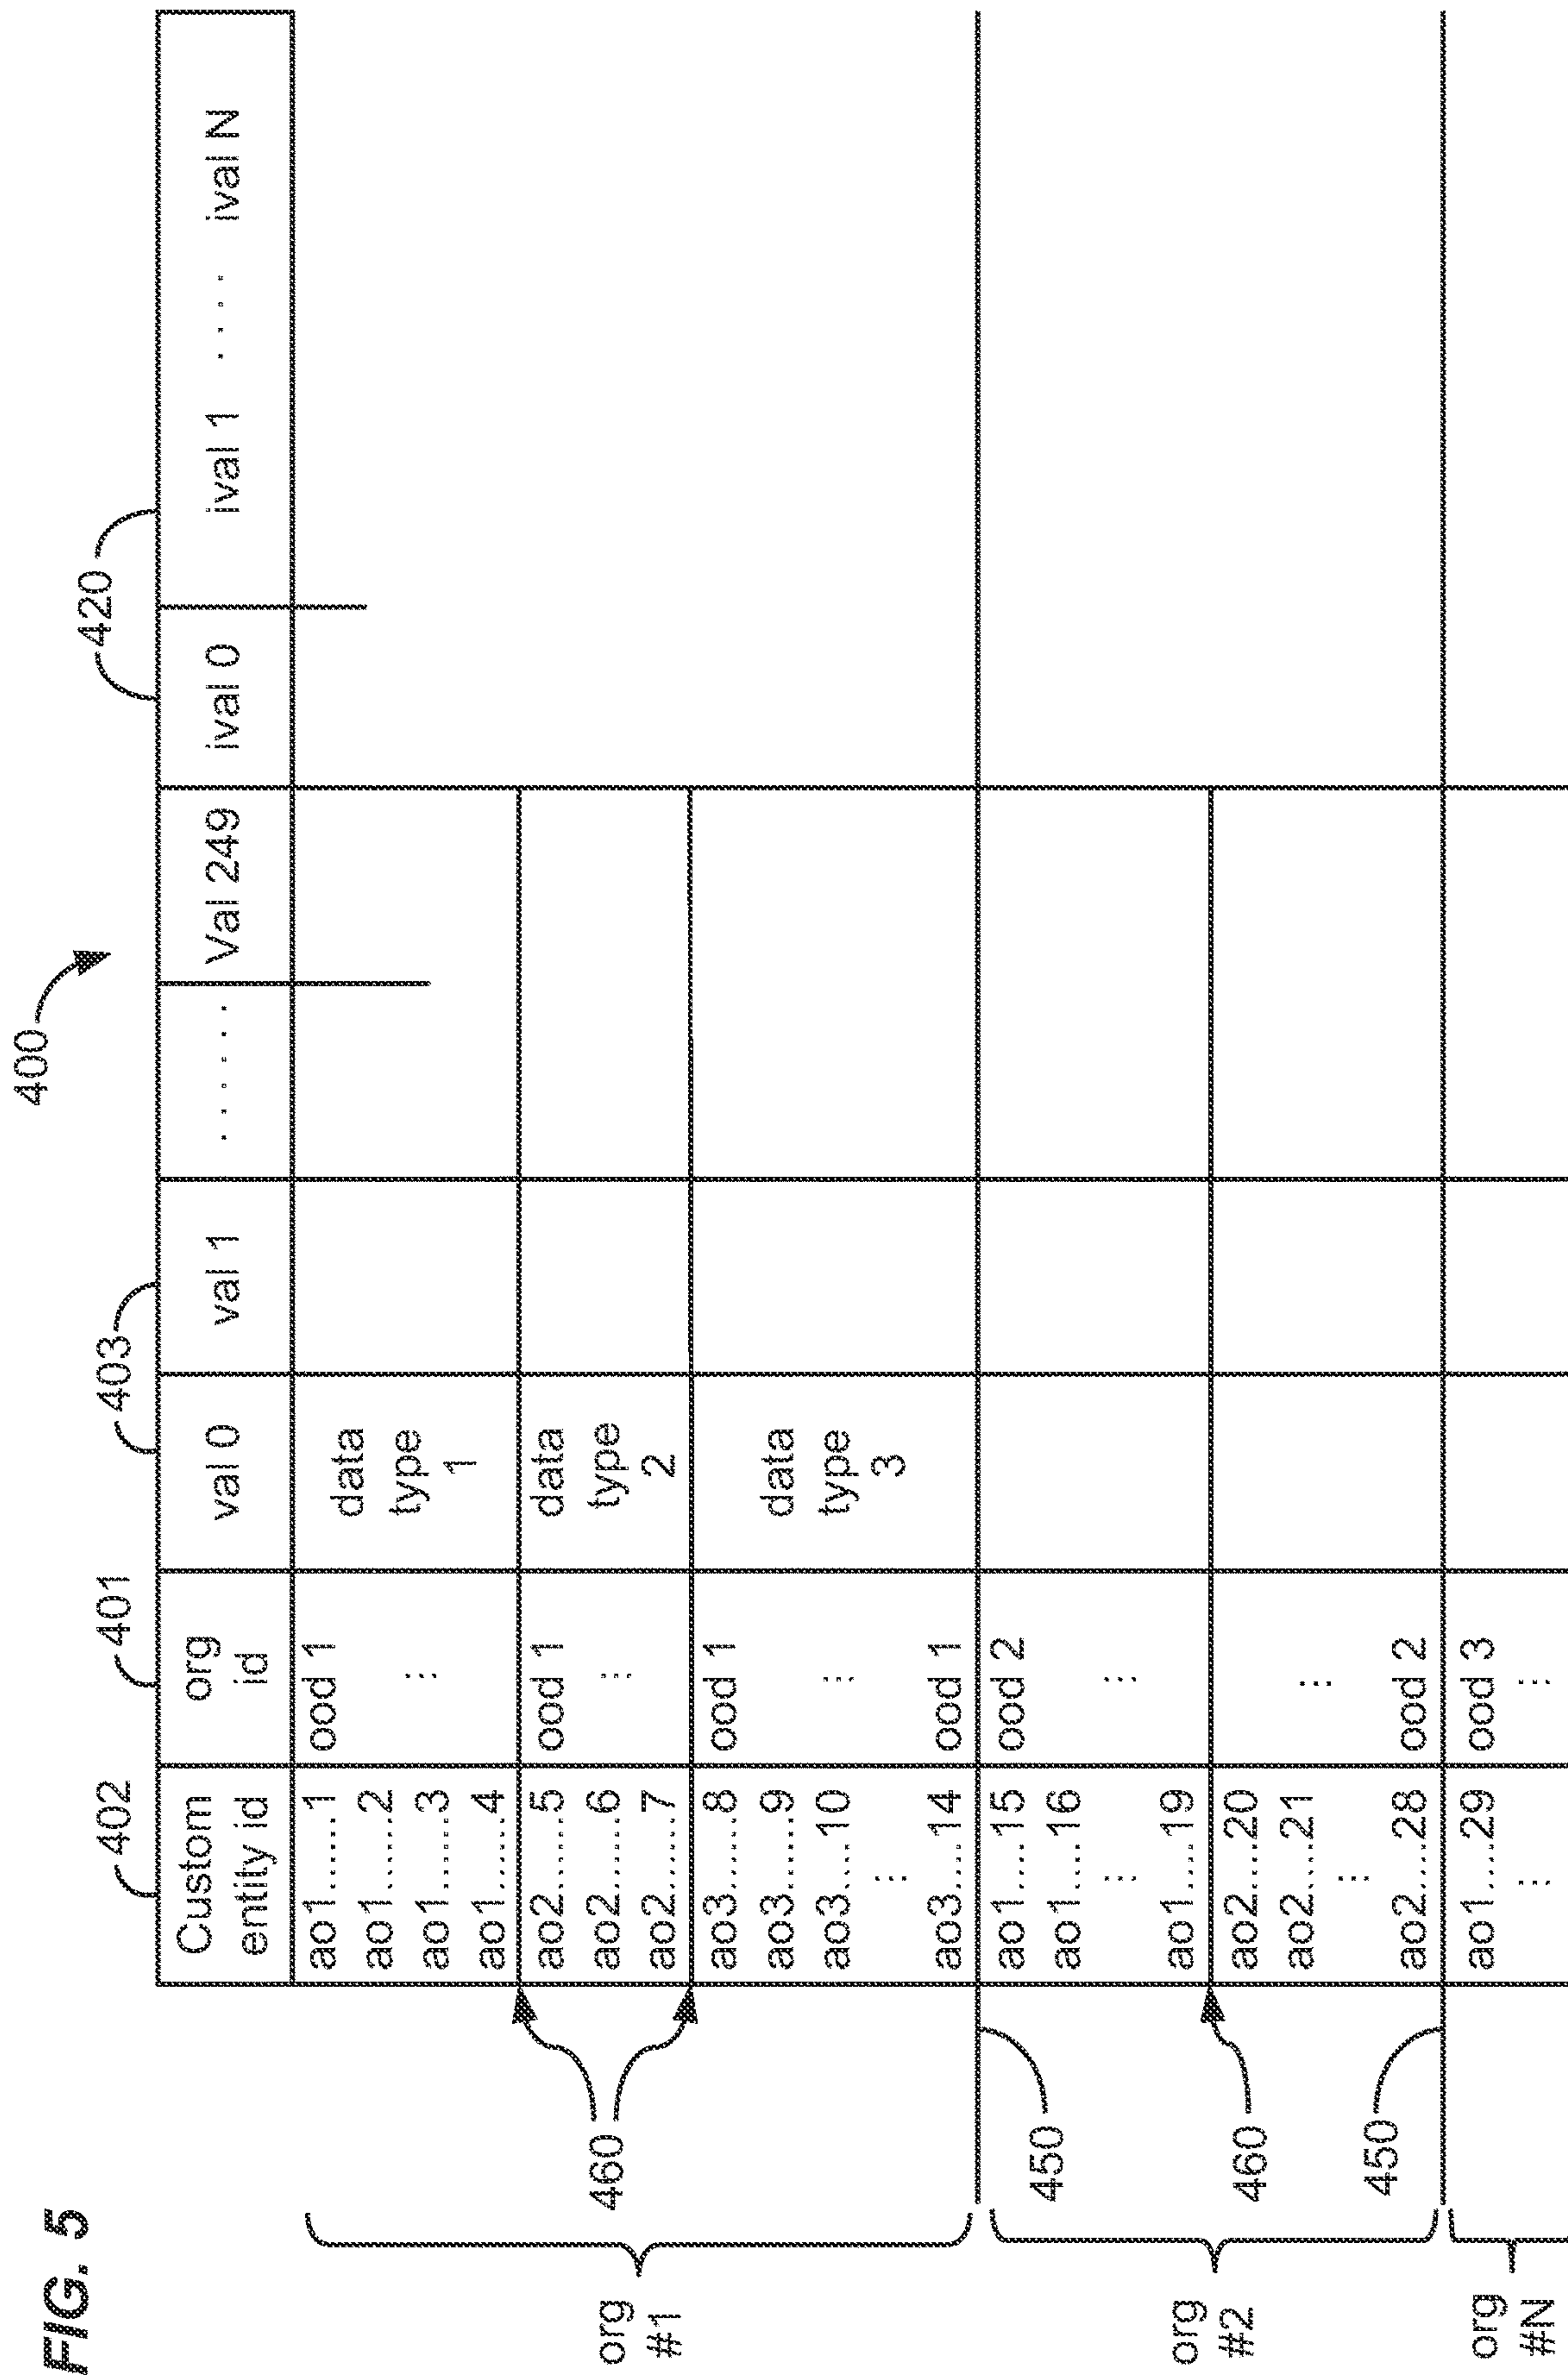 FIG. 5
400
402
401
403
420
Custom entity id
org id
val 0
val 1
......
Val 249
ival 0
ival 1 .... ival N
org #1
460
ao1......1
ood 1
data type 1
ao1......2
ao1......3
⋮
ao1......4
ao2......5
ood 1
data type 2
ao2......6
⋮
ao2......7
ao3......8
ood 1
data type 3
ao3......9
ao3....10
⋮
⋮
ao3....14
ood 1
450
org #2
ao1....15
ood 2
ao1....16
⋮
⋮
ao1....19
460
ao2....20
ao2....21
⋮
⋮
ao2....28
ood 2
450
org #N
ao1....29
ood 3
⋮
⋮